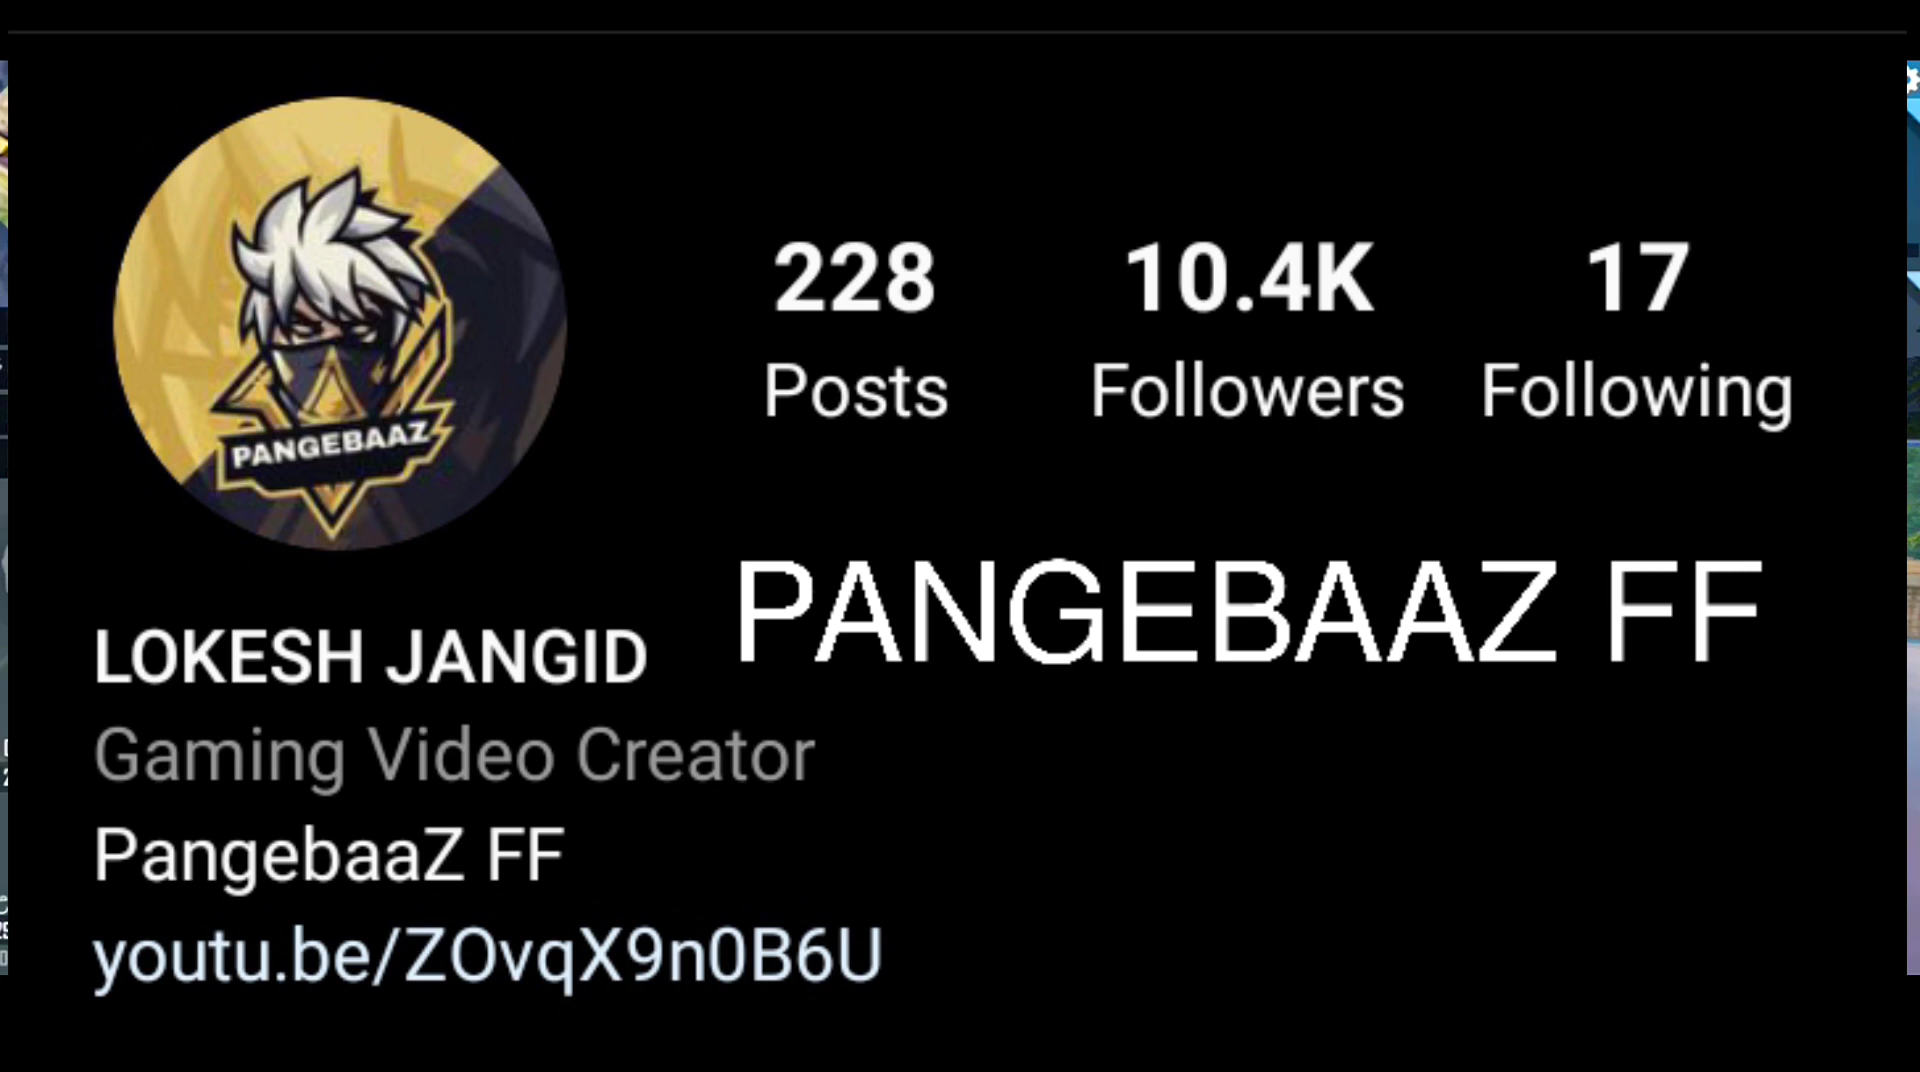 PANGEBAAZ
228 10.4K 17
Posts Followers Following
PANGEBAAZ FF
LOKESH JANGID
Gaming Video Creator
PangebaaZ FF
youtu.be/ZOvqX9n0B6U